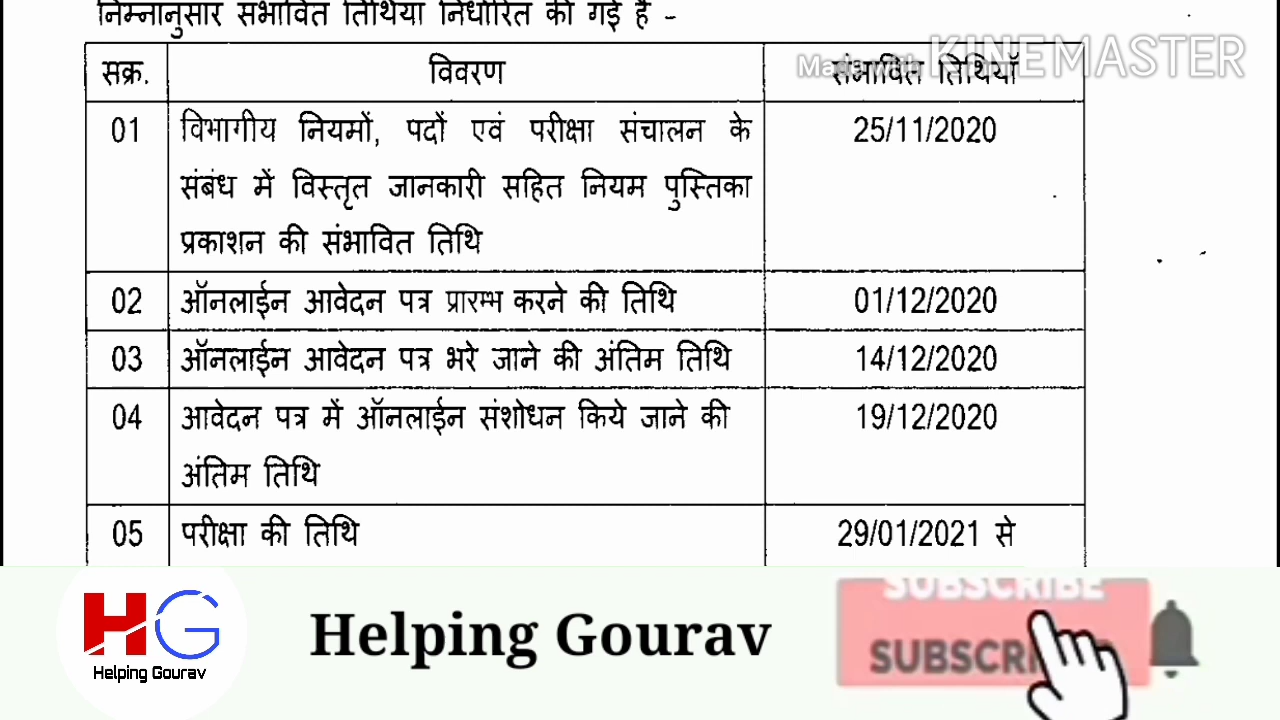 निम्नानुसार संभावित तिथियां निर्धारित की गई है -
सक्र. विवरण संभावित तिथियाँ
Made with KINEMASTER
01 विभागीय नियमों, पदों एवं परीक्षा संचालन के 25/11/2020
संबंध में विस्तृत जानकारी सहित नियम पुस्तिका
प्रकाशन की संभावित तिथि
02 ऑनलाईन आवेदन पत्र प्रारम्भ करने की तिथि 01/12/2020
03 ऑनलाईन आवेदन पत्र भरे जाने की अंतिम तिथि 14/12/2020
04 आवेदन पत्र में ऑनलाईन संशोधन किये जाने की 19/12/2020
अंतिम तिथि
05 परीक्षा की तिथि 29/01/2021 से
HG
Helping Gourav
Helping Gourav
SUBSCRIBE